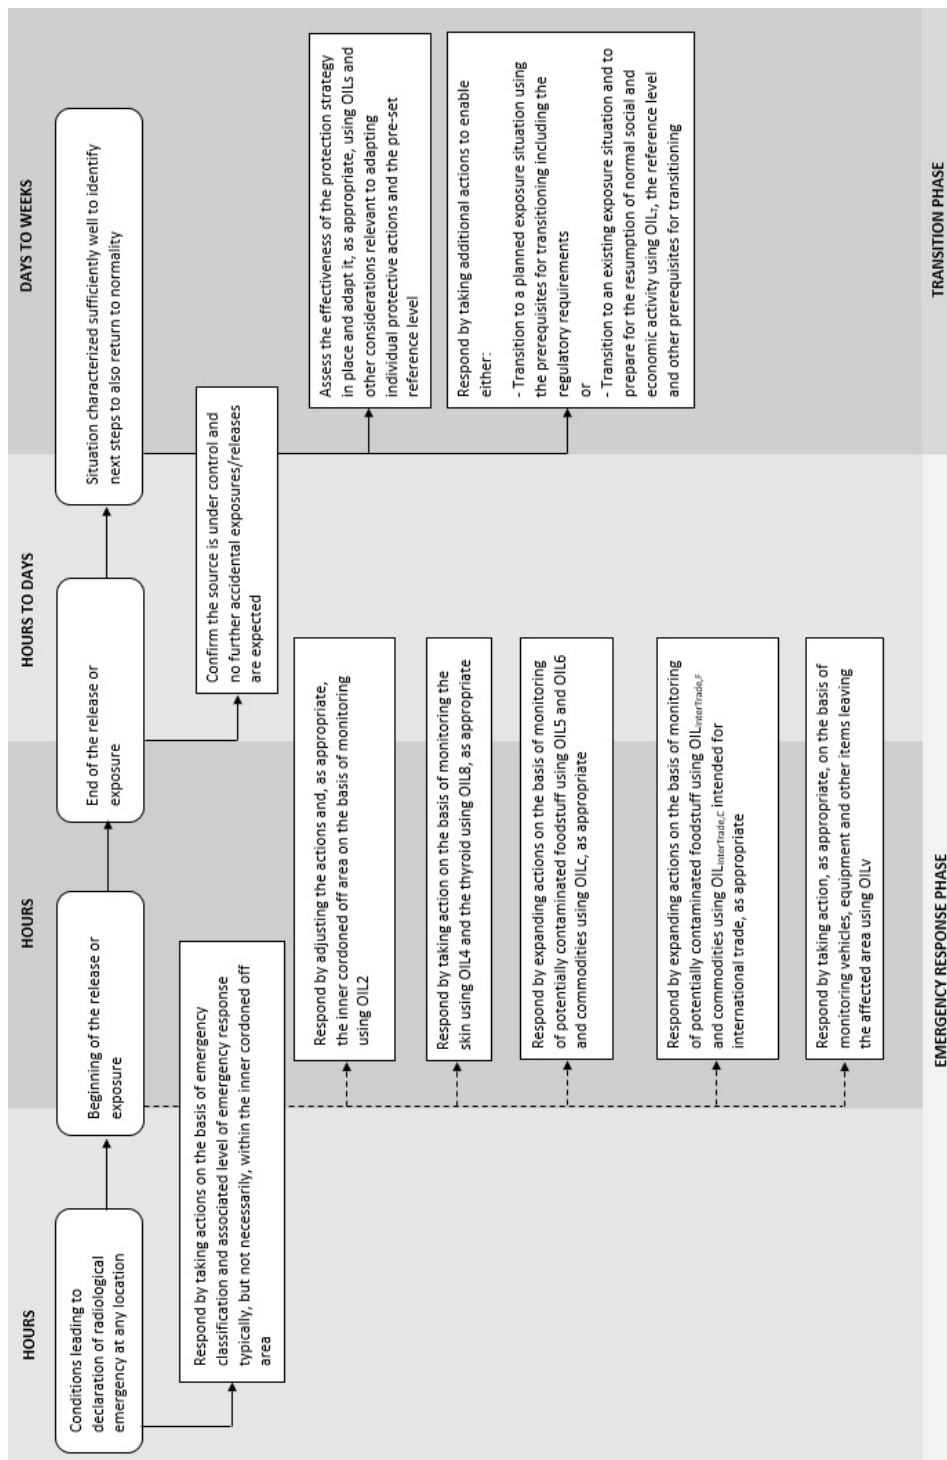 HOURS
HOURS
HOURS TO DAYS
DAYS TO WEEKS
Conditions leading to
declaration of radiological
emergency at any location
Beginning of the release or
exposure
End of the release or
exposure
Situation characterized sufficiently well to identify
next steps to also return to normality
Respond by taking actions on the basis of emergency
classification and associated level of emergency response
typically, but not necessarily, within the inner cordoned off
area
Confirm the source is under control and
no further accidental exposures/releases
are expected
Respond by adjusting the actions and, as appropriate,
the inner cordoned off area on the basis of monitoring
using OIL2
Respond by taking action on the basis of monitoring the
skin using OIL4 and the thyroid using OIL8, as appropriate
Respond by expanding actions on the basis of monitoring
of potentially contaminated foodstuff using OIL5 and OIL6
and commodities using OILC, as appropriate
Respond by expanding actions on the basis of monitoring
of potentially contaminated foodstuff using OILInterTrade,F
and commodities using OILInterTrade,C intended for
international trade, as appropriate
Respond by taking action, as appropriate, on the basis of
monitoring vehicles, equipment and other items leaving
the affected area using OILV
Assess the effectiveness of the protection strategy
in place and adapt it, as appropriate, using OILs and
other considerations relevant to adapting
individual protective actions and the pre-set
reference level
Respond by taking additional actions to enable
either:
- Transition to a planned exposure situation using
the prerequisites for transitioning including the
regulatory requirements
or
- Transition to an existing exposure situation and to
prepare for the resumption of normal social and
economic activity using OILT, the reference level
and other prerequisites for transitioning
EMERGENCY RESPONSE PHASE
TRANSITION PHASE